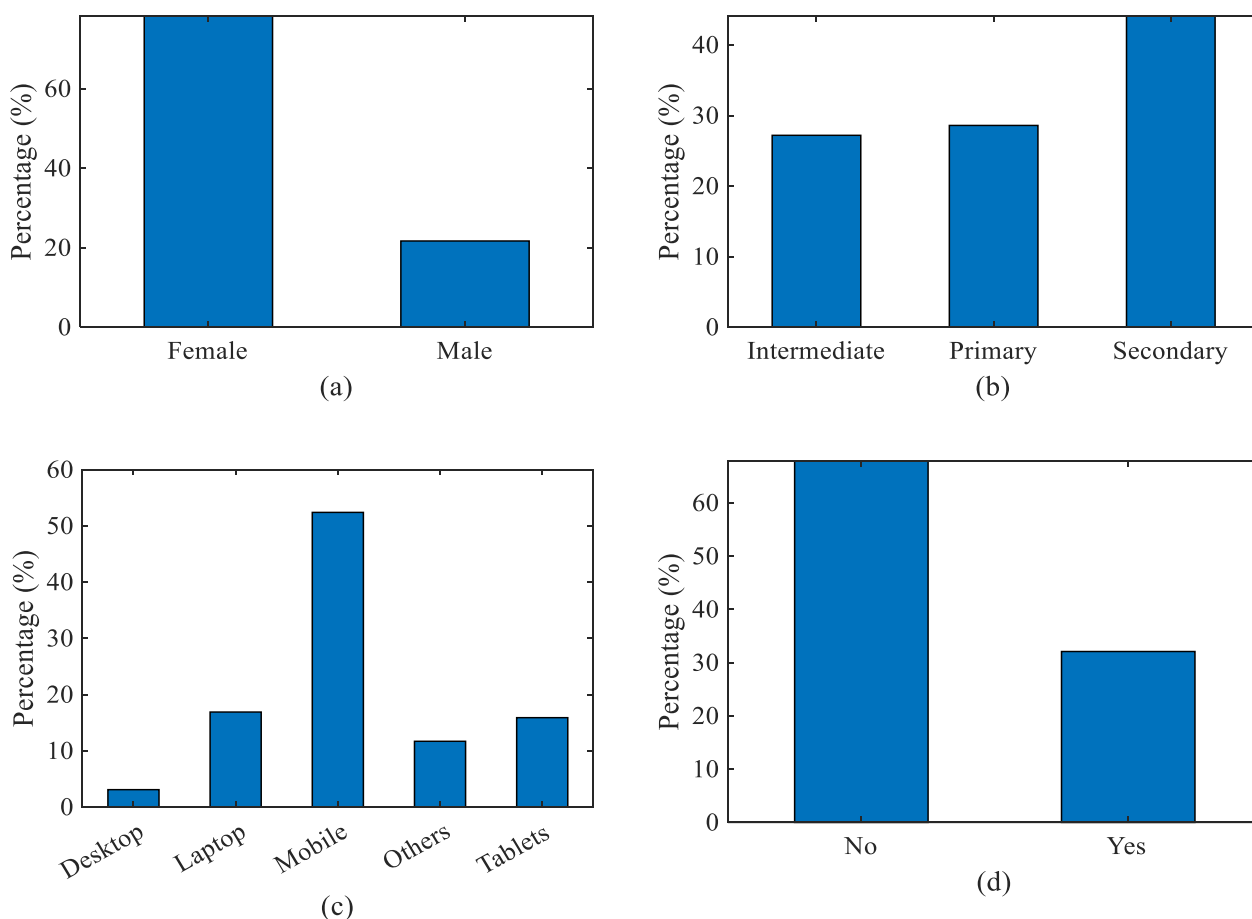 Percentage (%)
60
40
20
0
Female Male
(a)
Percentage (%)
40
30
20
10
0
Intermediate Primary Secondary
(b)
Percentage (%)
60
50
40
30
20
10
0
Desktop Laptop Mobile Others Tablets
(c)
Percentage (%)
60
50
40
30
20
10
0
No Yes
(d)